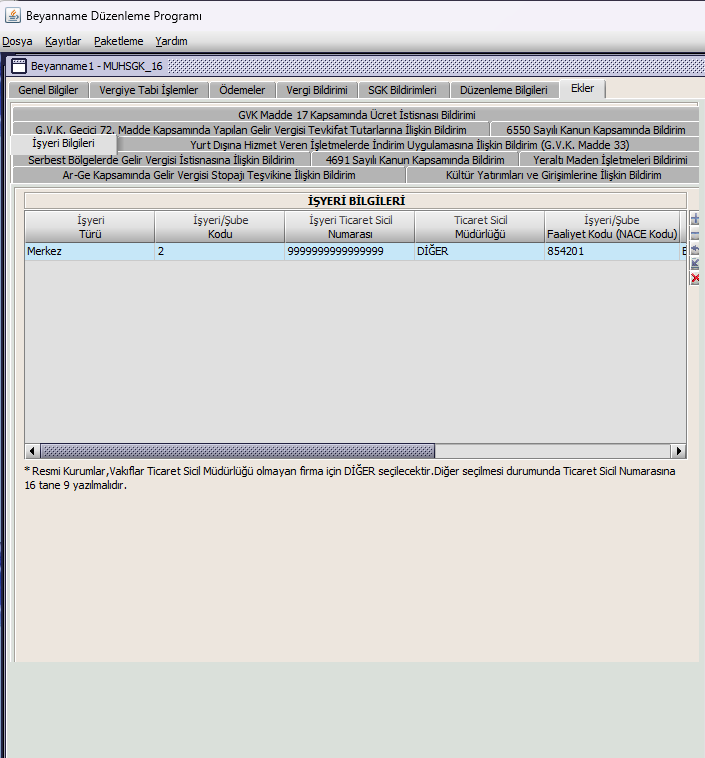 Beyanname Düzenleme Programı
Dosya Kayıtlar Paketleme Yardım
Beyanname1 - MUHSGK_16
Genel Bilgiler Vergiye Tabi İşlemler Ödemeler Vergi Bildirimi SGK Bildirimleri Düzenleme Bilgileri Ekler
GVK Madde 17 Kapsamında Ücret İstisnası Bildirimi
G.V.K. Geçici 72. Madde Kapsamında Yapılan Gelir Vergisi Tevkifat Tutarlarına İlişkin Bildirim 6550 Sayılı Kanun Kapsamında Bildirim
İşyeri Bilgileri Yurt Dışına Hizmet Veren İşletmelerde İndirim Uygulamasına İlişkin Bildirim (G.V.K. Madde 33)
Serbest Bölgelerde Gelir Vergisi İstisnasına İlişkin Bildirim 4691 Sayılı Kanun Kapsamında Bildirim Yeraltı Maden İşletmeleri Bildirimi
Ar-Ge Kapsamında Gelir Vergisi Stopajı Teşvikine İlişkin Bildirim Kültür Yatırımları ve Girişimlerine İlişkin Bildirim
İŞYERİ BİLGİLERİ
İşyeri İşyeri/Şube İşyeri Ticaret Sicil Ticaret Sicil İşyeri/Şube
Türü Kodu Numarası Müdürlüğü Faaliyet Kodu (NACE Kodu)
Merkez 2 9999999999999999 DİĞER 854201
* Resmi Kurumlar,Vakıflar Ticaret Sicil Müdürlüğü olmayan firma için DİĞER seçilecektir.Diğer seçilmesi durumunda Ticaret Sicil Numarasına
16 tane 9 yazılmalıdır.